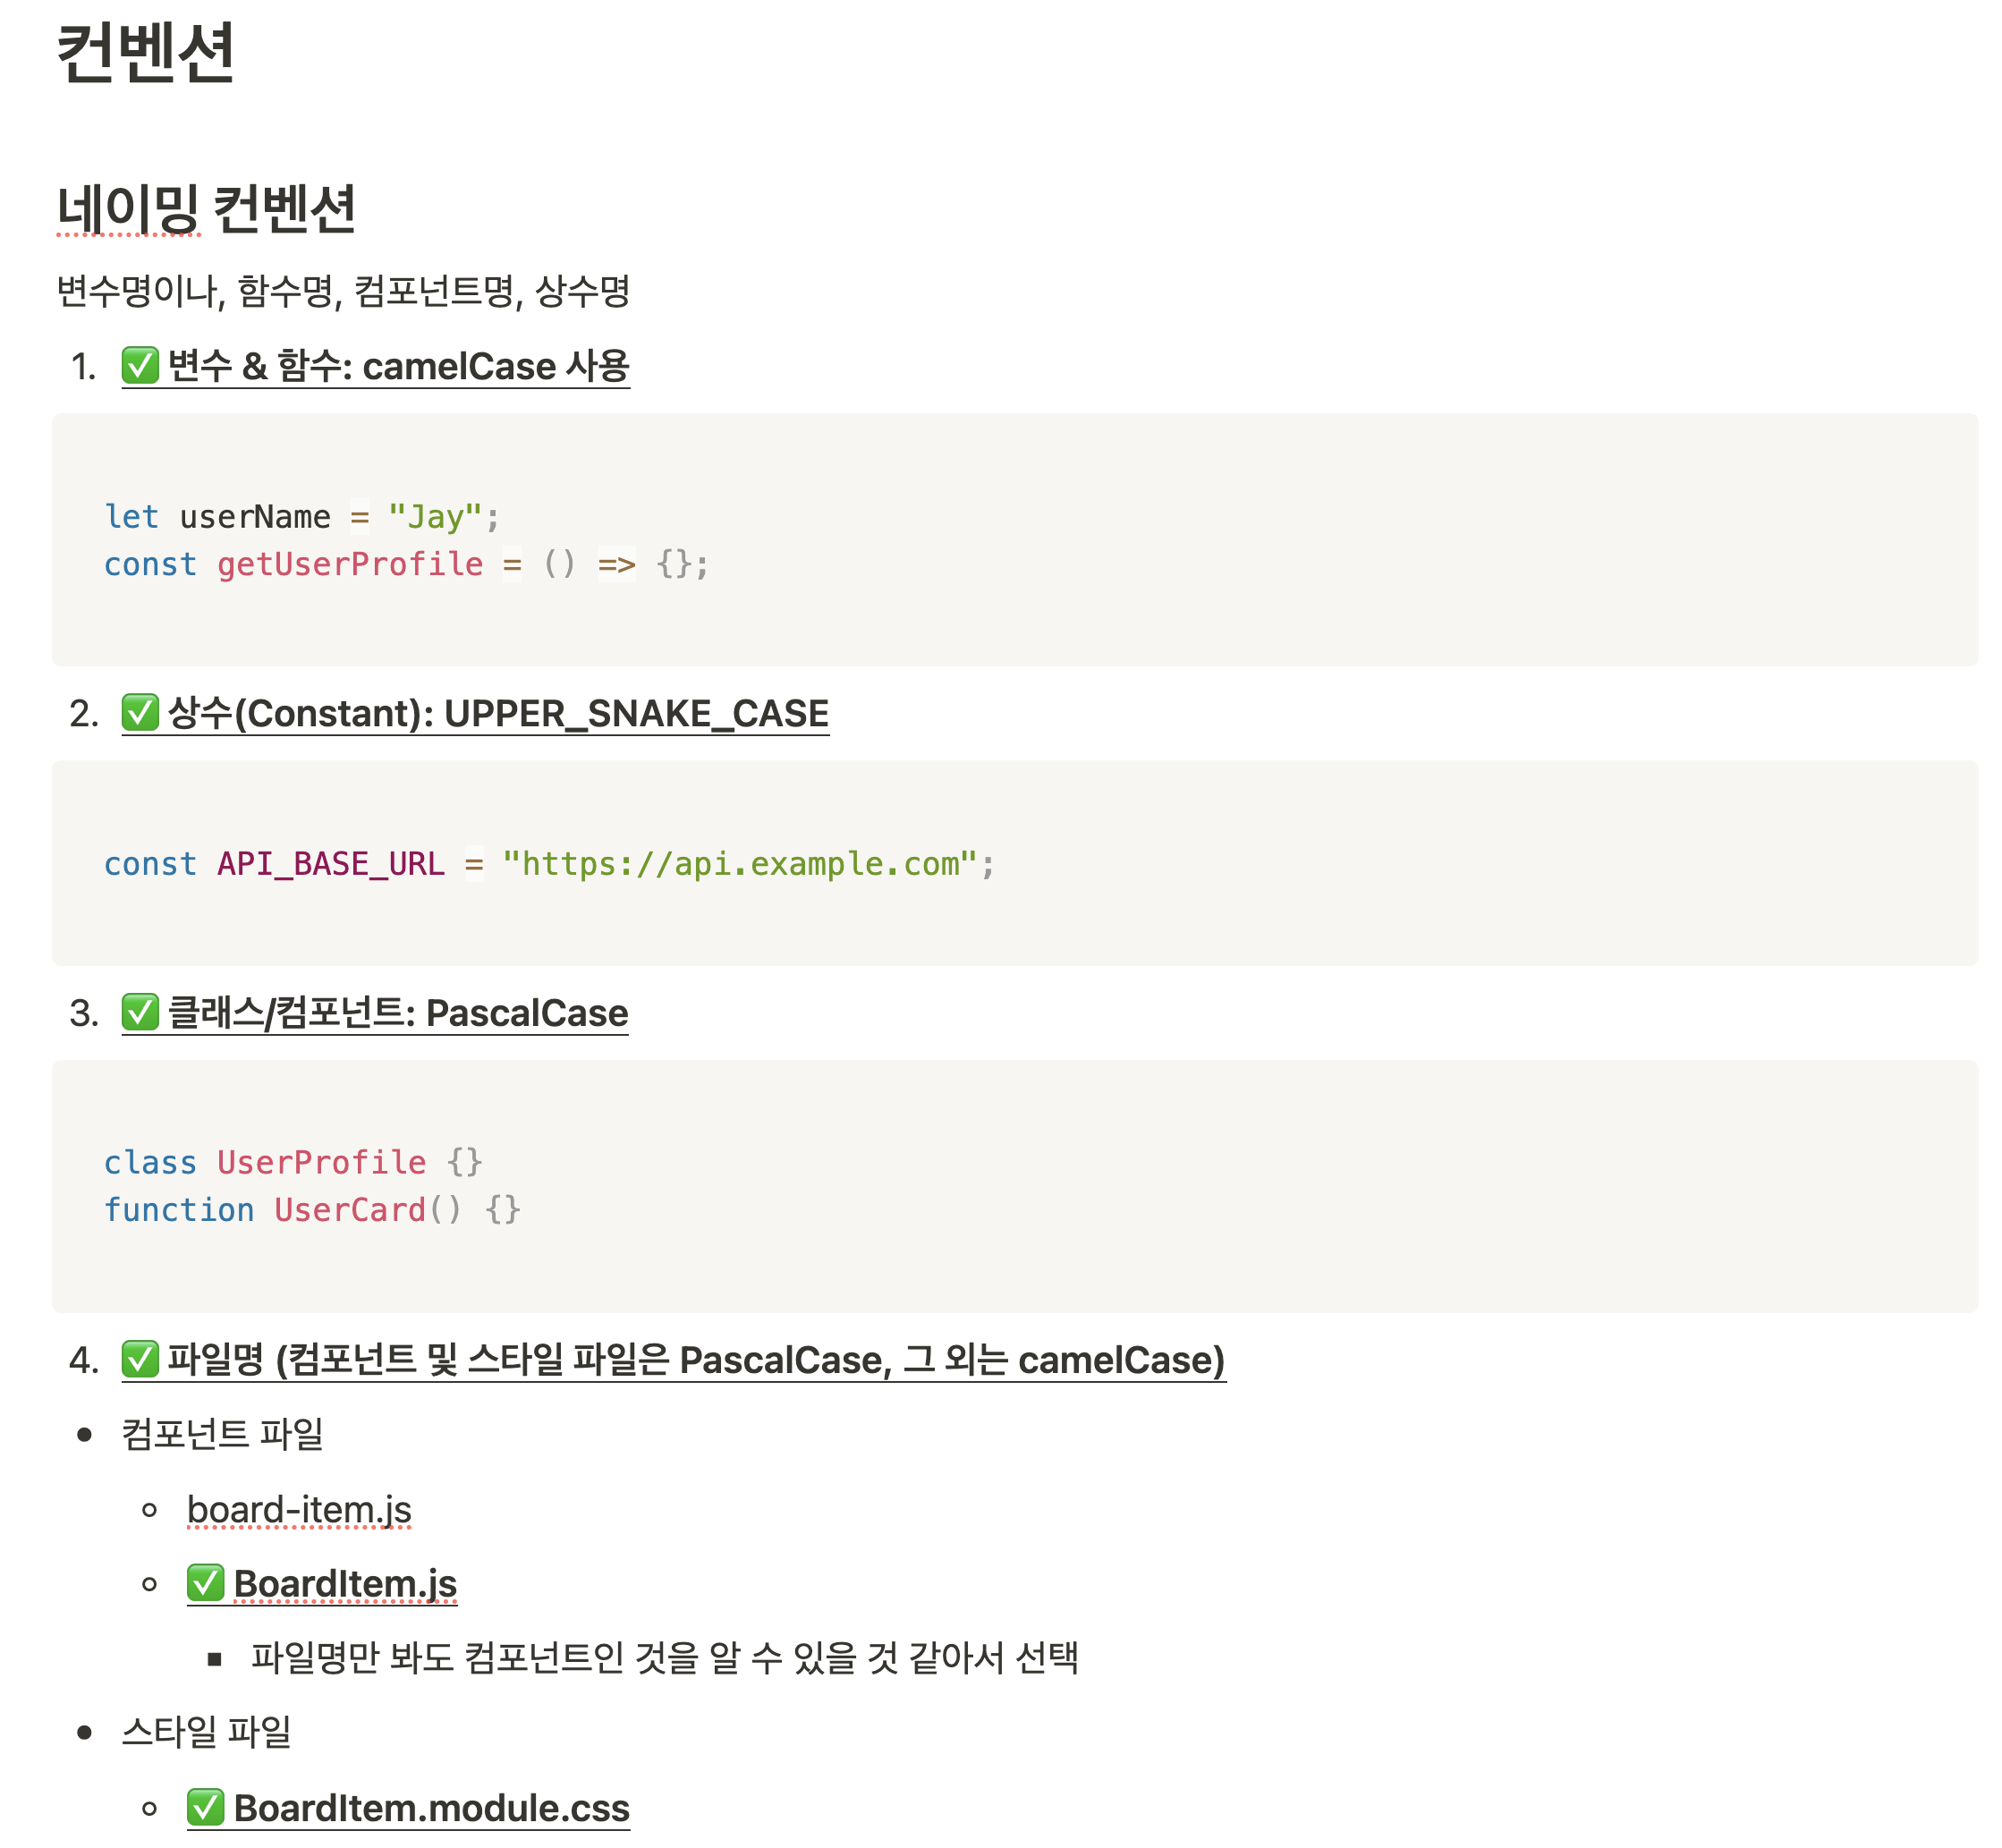 컨벤션
네이밍 컨벤션
변수명이나, 함수명, 컴포넌트명, 상수명
1. ✅ 변수 & 함수: camelCase 사용
let userName = "Jay";
const getUserProfile = () => {};
2. ✅ 상수(Constant): UPPER_SNAKE_CASE
const API_BASE_URL = "https://api.example.com";
3. ✅ 클래스/컴포넌트: PascalCase
class UserProfile {}
function UserCard() {}
4. ✅ 파일명 (컴포넌트 및 스타일 파일은 PascalCase, 그 외는 camelCase)
• 컴포넌트 파일
◦ board-item.js
◦ ✅ BoardItem.js
▪ 파일명만 봐도 컴포넌트인 것을 알 수 있을 것 같아서 선택
• 스타일 파일
◦ ✅ BoardItem.module.css